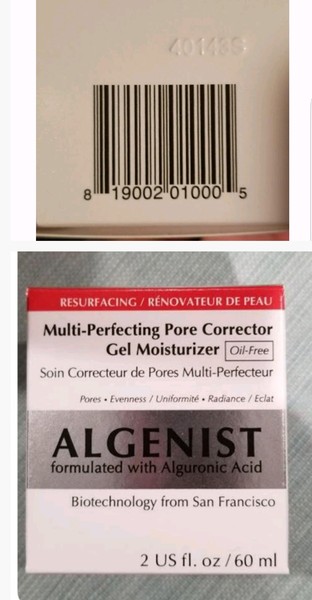 40143S
8 19002 01000 5
RESURFACING / RÉNOVATEUR DE PEAU
Multi-Perfecting Pore Corrector
Gel Moisturizer Oil-Free
Soin Correcteur de Pores Multi-Perfecteur
Pores • Evenness / Uniformité • Radiance / Eclat
ALGENIST
formulated with Alguronic Acid
Biotechnology from San Francisco
2 US fl. oz / 60 ml